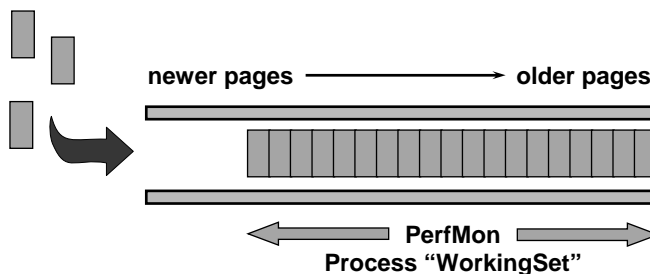 newer pages older pages
PerfMon
Process “WorkingSet”